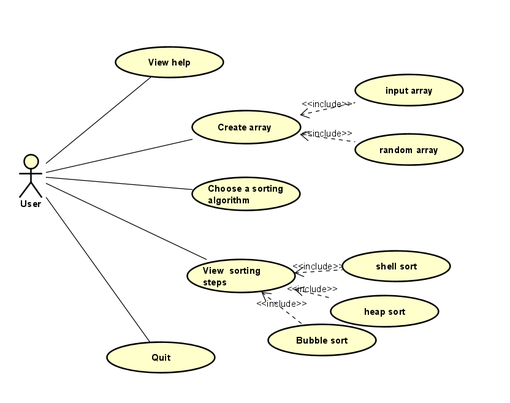 View help
input array
<<include>>
Create array
<<include>>
random array
User
Choose a sorting
algorithm
View sorting
steps
<<include>>
shell sort
<<include>>
<<include>>
heap sort
Bubble sort
Quit